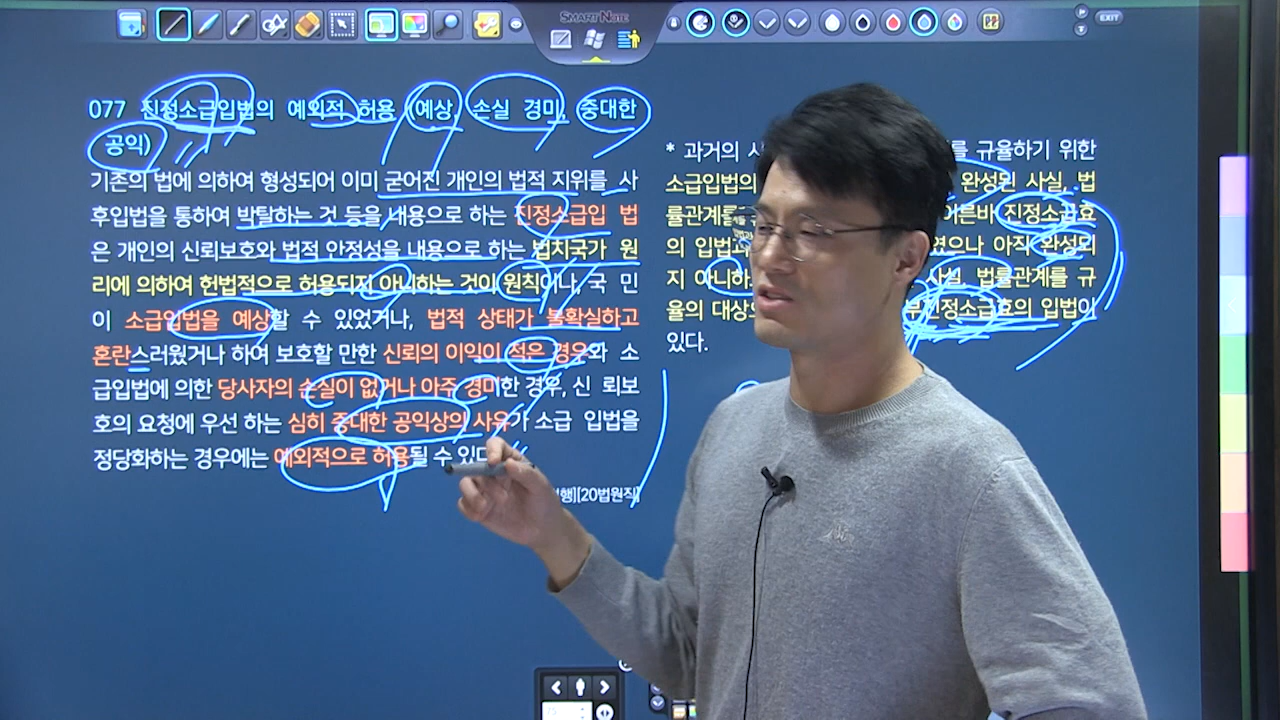 SMART NOTE
EXIT
077 진정소급입법의 예외적 허용 (예상, 손실 경미, 중대한
공익)
기존의 법에 의하여 형성되어 이미 굳어진 개인의 법적 지위를 사
후입법을 통하여 박탈하는 것 등을 내용으로 하는 진정소급입 법
은 개인의 신뢰보호와 법적 안정성을 내용으로 하는 법치국가 원
리에 의하여 헌법적으로 허용되지 아니하는 것이 원칙이나, 국 민
이 소급입법을 예상할 수 있었거나, 법적 상태가 불확실하고
혼란스러웠거나 하여 보호할 만한 신뢰의 이익이 적은 경우와 소
급입법에 의한 당사자의 손실이 없거나 아주 경미한 경우, 신 뢰보
호의 요청에 우선 하는 심히 중대한 공익상의 사유가 소급 입법을
정당화하는 경우에는 예외적으로 허용될 수 있다
[20법원직]
* 과거의 규율하기 위한
소급입법의 완성된 사실, 법
률관계를 이른바 진정소급효
의 입법과 였으나 아직 완성되
지 아니하 사실, 법률관계를 규
율의 대상으 부진정소급효의 입법이
있다.